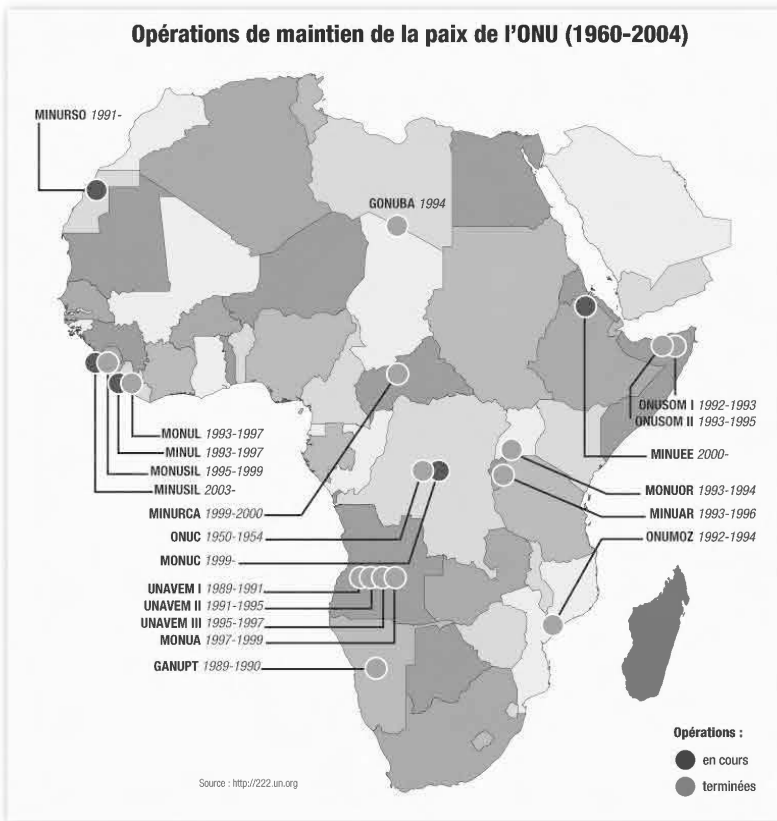 Opérations de maintien de la paix de l'ONU (1960-2004)
MINURSO 1991-
GONUBA 1994
ONUSOM I 1992-1993
ONUSOM II 1993-1995
MONUL 1993-1997
MINUL 1993-1997
MINUEE 2000-
MONUSIL 1995-1999
MINUSIL 2003-
MONUOR 1993-1994
MINURCA 1999-2000
MINUAR 1993-1996
ONUC 1950-1954
ONUMOZ 1992-1994
MONUC 1999-
UNAVEM I 1989-1991
UNAVEM II 1991-1995
UNAVEM III 1995-1997
MONUA 1997-1999
GANUPT 1989-1990
Opérations :
en cours
terminées
Source : http://222.un.org